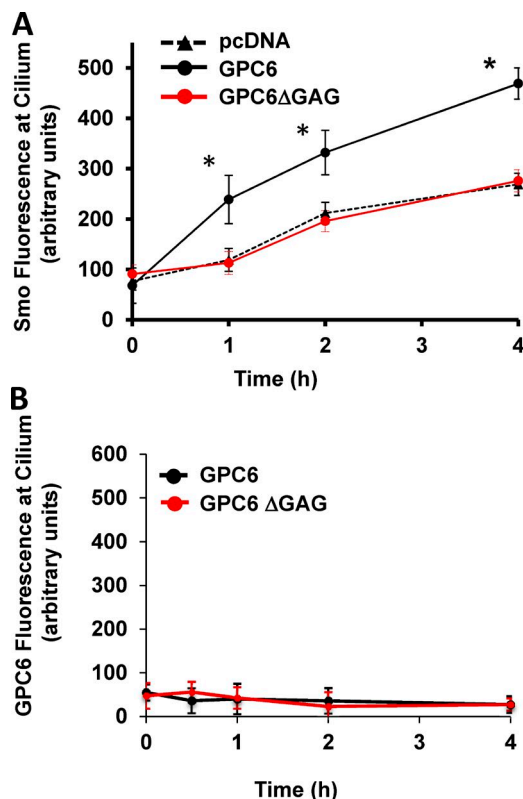 A
pcDNA
GPC6
GPC6ΔGAG
500
400
300
200
100
0
*
*
*
Smo Fluorescence at Cilium
(arbitrary units)
0 1 2 3 4
Time (h)
B
GPC6
GPC6 ΔGAG
600
500
400
300
200
100
0
GPC6 Fluorescence at Cilium
(arbitrary units)
0 1 2 3 4
Time (h)